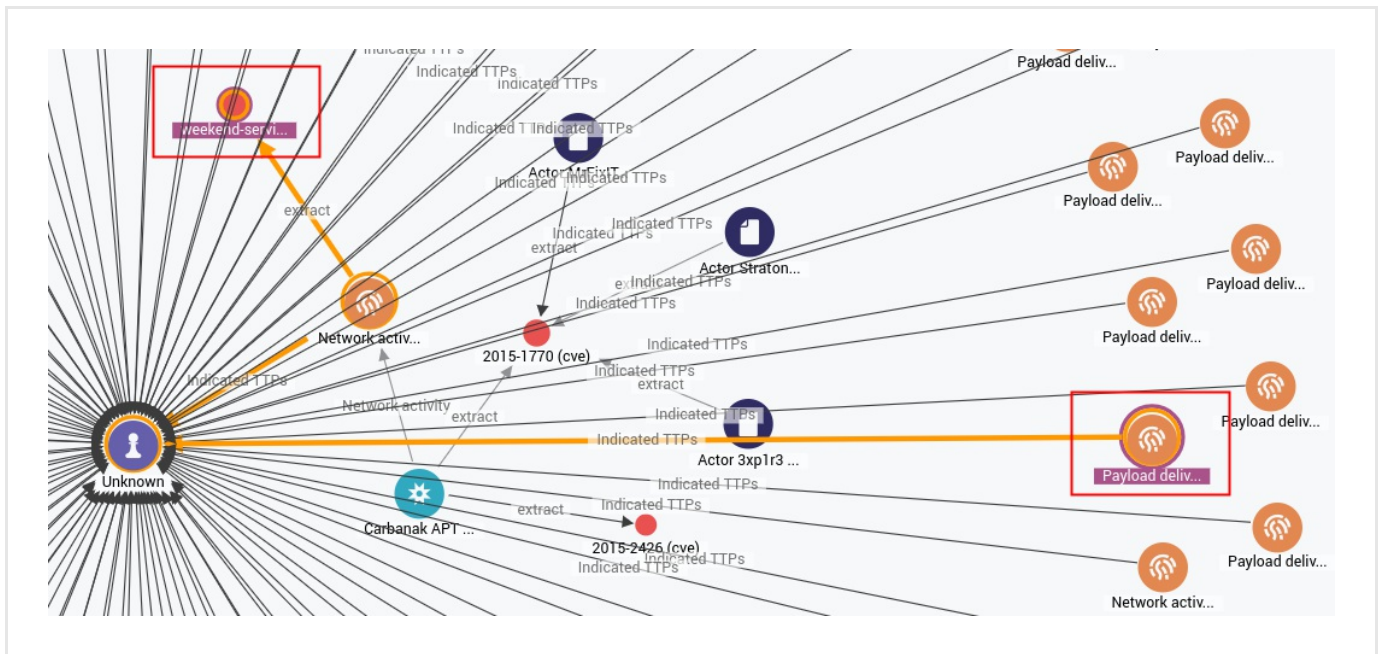 Indicated TTPs
Payload deliv...
Indicated TTPs
Indicated TTPs
weekend-servi...
Indicated TTPs
Payload deliv...
Actor MrFixIT
Indicated TTPs
Indicated TTPs
Payload deliv...
extract
Indicated TTPs
Indicated TTPs
extract
Actor Straton...
Indicated TTPs
Payload deliv...
Indicated TTPs
Network activ...
Payload deliv...
Indicated TTPs
2015-1770 (cve)
Indicated TTPs
Indicated TTPs
extract
Network activity
extract
Indicated TTPs
Payload deliv...
Indicated TTPs
Actor 3xp1r3 ...
Unknown
Payload deliv...
Indicated TTPs
Indicated TTPs
extract
Carbanak APT ...
2015-2426 (cve)
Indicated TTPs
Indicated TTPs
Payload deliv...
Network activ...